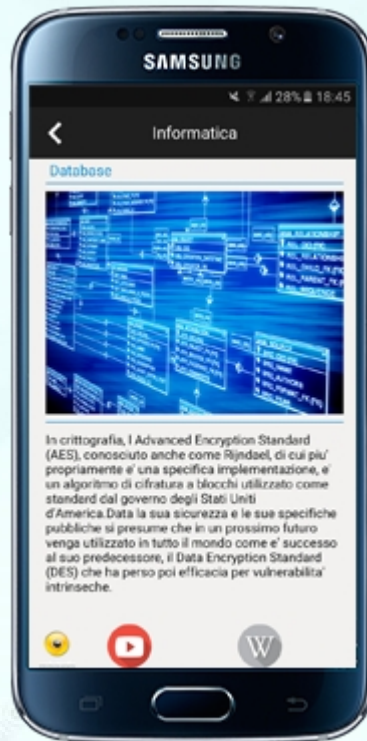 SAMSUNG
28% 18:45
Informatica
Database
In crittografia, l Advanced Encryption Standard
(AES), conosciuto anche come Rijndael, di cui piu'
propriamente e' una specifica implementazione, e'
un algoritmo di cifratura a blocchi utilizzato come
standard dal governo degli Stati Uniti
d'America.Data la sua sicurezza e le sue specifiche
pubbliche si presume che in un prossimo futuro
venga utilizzato in tutto il mondo come e' successo
al suo predecessore, il Data Encryption Standard
(DES) che ha perso poi efficacia per vulnerabilita'
intrinseche.
W